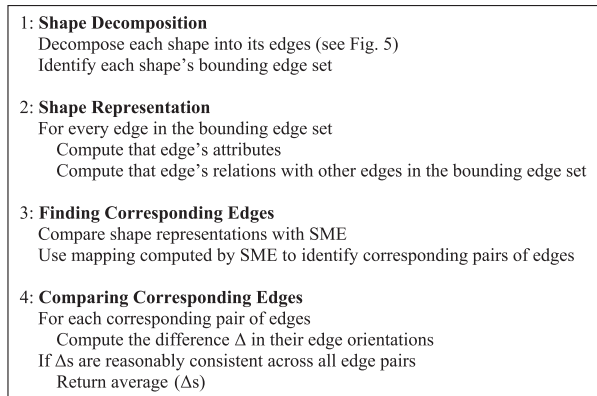 1: Shape Decomposition
Decompose each shape into its edges (see Fig. 5)
Identify each shape's bounding edge set
2: Shape Representation
For every edge in the bounding edge set
Compute that edge's attributes
Compute that edge's relations with other edges in the bounding edge set
3: Finding Corresponding Edges
Compare shape representations with SME
Use mapping computed by SME to identify corresponding pairs of edges
4: Comparing Corresponding Edges
For each corresponding pair of edges
Compute the difference Δ in their edge orientations
If Δs are reasonably consistent across all edge pairs
Return average (Δs)